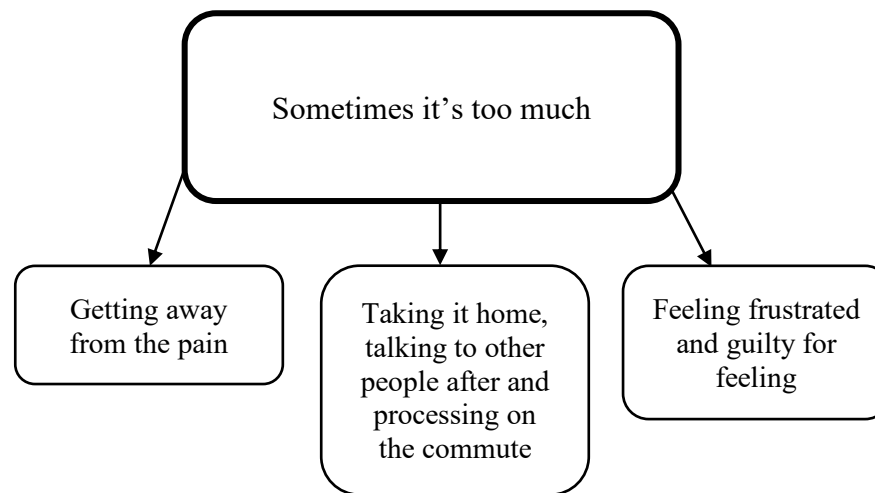 Sometimes it’s too much
Getting away
from the pain
Taking it home,
talking to other
people after and
processing on
the commute
Feeling frustrated
and guilty for
feeling